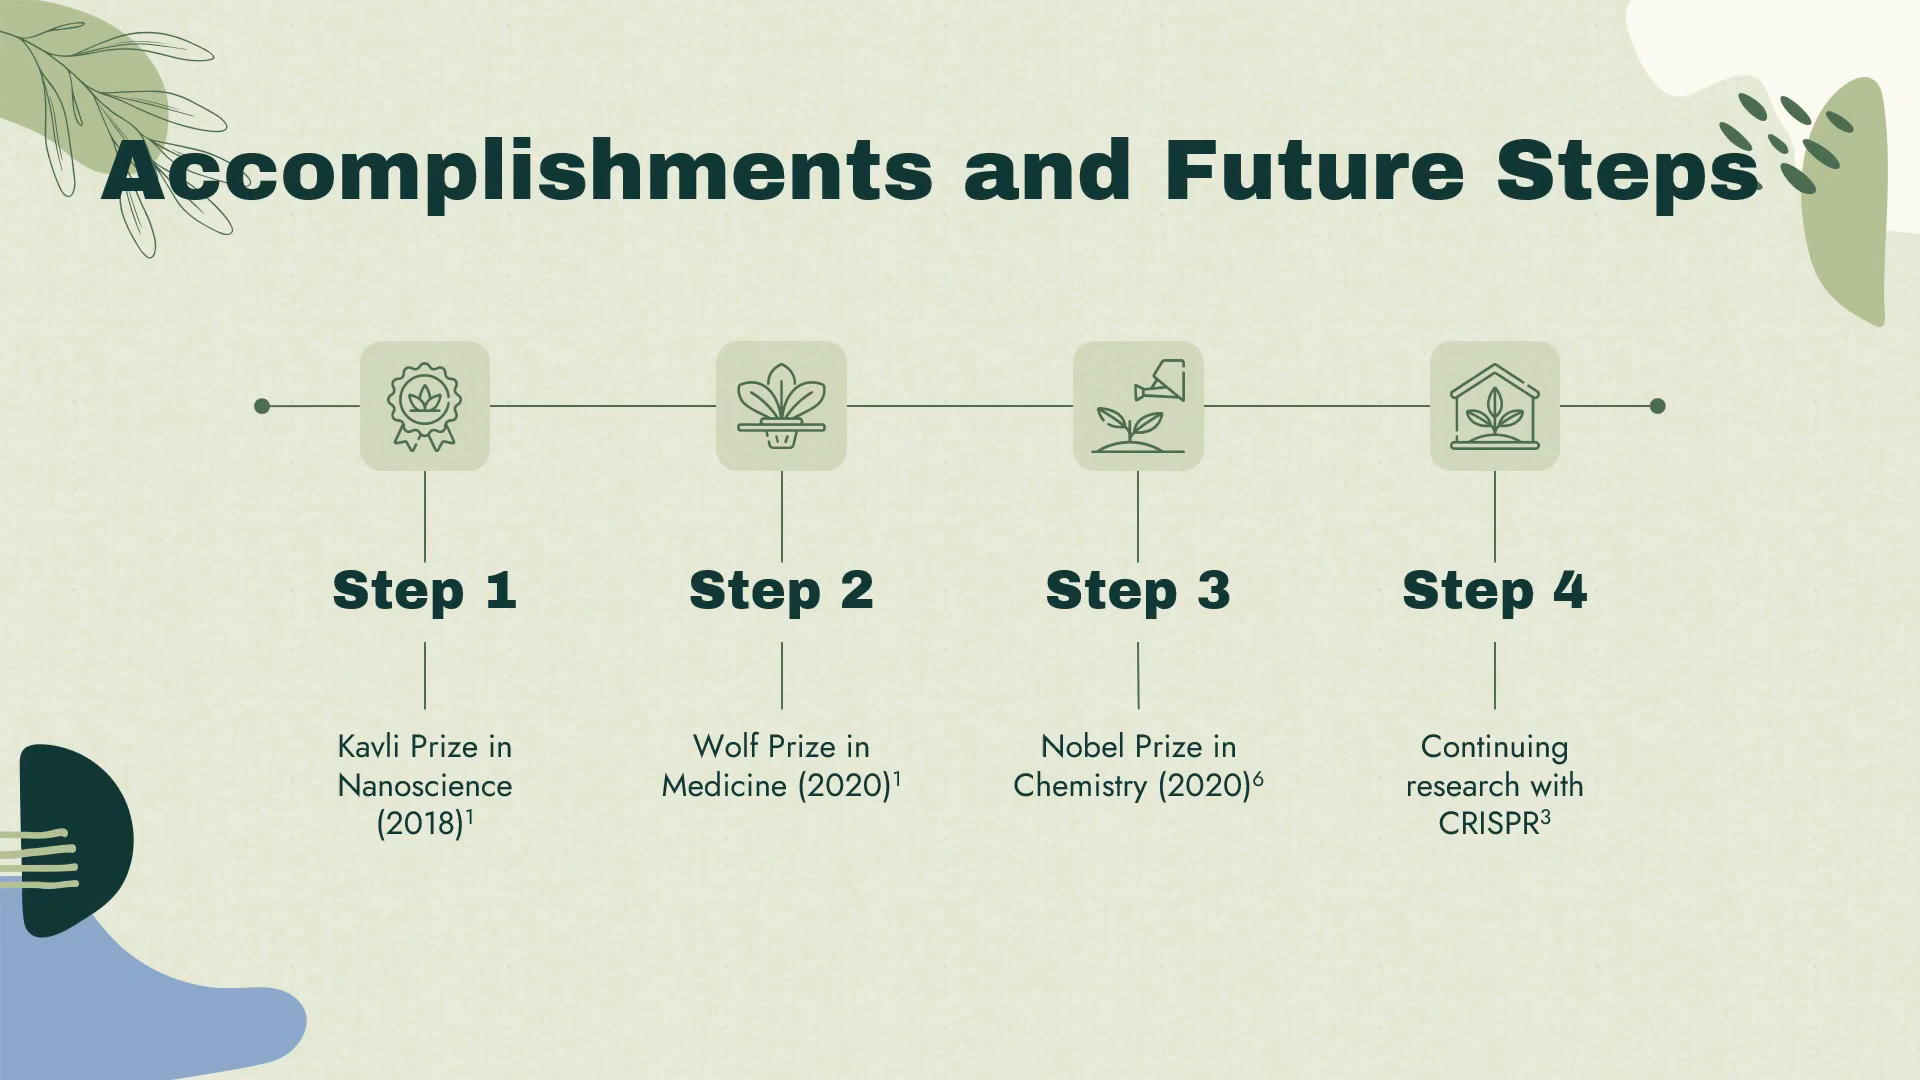 Accomplishments and Future Steps
Step 1
Kavli Prize in
Nanoscience
(2018)¹
Step 2
Wolf Prize in
Medicine (2020)¹
Step 3
Nobel Prize in
Chemistry (2020)⁶
Step 4
Continuing
research with
CRISPR³